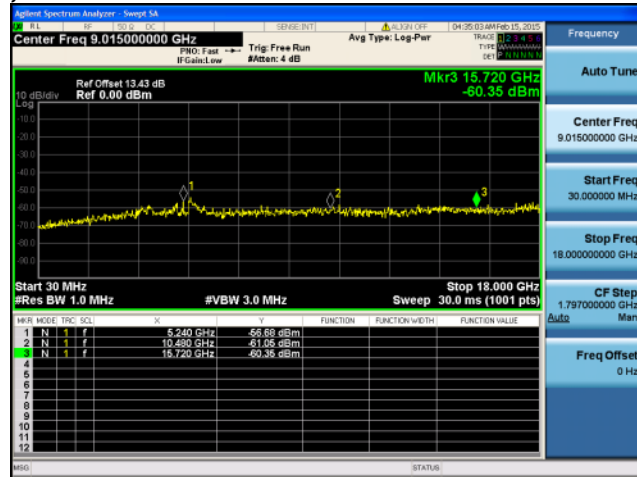 Agilent Spectrum Analyzer - Swept SA
RL RF 50 Ω DC SENSE:INT ALIGN OFF 04:35:03 AM Feb 15, 2015
Center Freq 9.015000000 GHz
PNO: Fast
IFGain:Low
Trig: Free Run
#Atten: 4 dB
Avg Type: Log-Pwr
TRACE 1 2 3 4 5 6
TYPE
DET P N N N N N
Ref Offset 13.43 dB
Ref 0.00 dBm
10 dB/div
Log
Mkr3 15.720 GHz
-60.35 dBm
-10.0
-20.0
-30.0
-40.0
-50.0
-60.0
-70.0
-80.0
-90.0
1
2
3
Start 30 MHz
#Res BW 1.0 MHz
#VBW 3.0 MHz
Stop 18.000 GHz
Sweep 30.0 ms (1001 pts)
MKR MODE TRC SCL X Y FUNCTION FUNCTION WIDTH FUNCTION VALUE
1 N 1 f 5.240 GHz -56.68 dBm
2 N 1 f 10.480 GHz -61.05 dBm
3 N 1 f 15.720 GHz -60.35 dBm
4
5
6
7
8
9
10
11
12
MSG STATUS
Frequency
Auto Tune
Center Freq
9.015000000 GHz
Start Freq
30.000000 MHz
Stop Freq
18.000000000 GHz
CF Step
1.797000000 GHz
Auto Man
Freq Offset
0 Hz